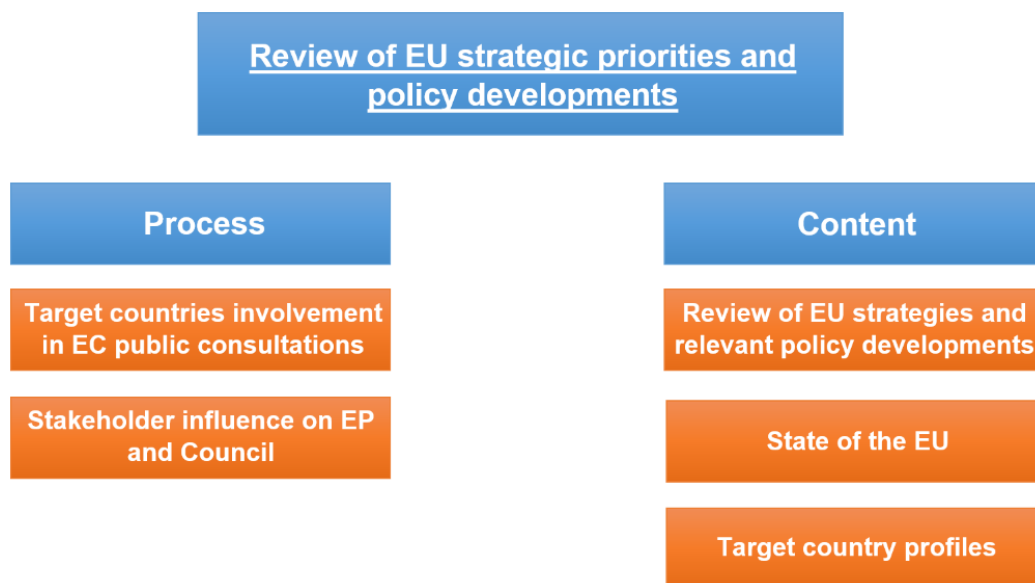 Review of EU strategic priorities and
policy developments
Process
Target countries involvement
in EC public consultations
Stakeholder influence on EP
and Council
Content
Review of EU strategies and
relevant policy developments
State of the EU
Target country profiles